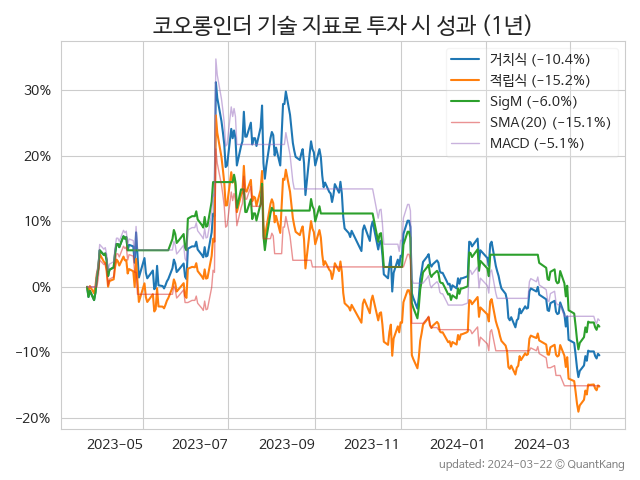 코오롱인더 기술 지표로 투자 시 성과 (1년)
거치식 (−10.4%)
적립식 (−15.2%)
SigM (−6.0%)
SMA(20) (−15.1%)
MACD (−5.1%)
30%
20%
10%
0%
−10%
−20%
2023-05 2023-07 2023-09 2023-11 2024-01 2024-03
updated: 2024-03-22 © QuantKang